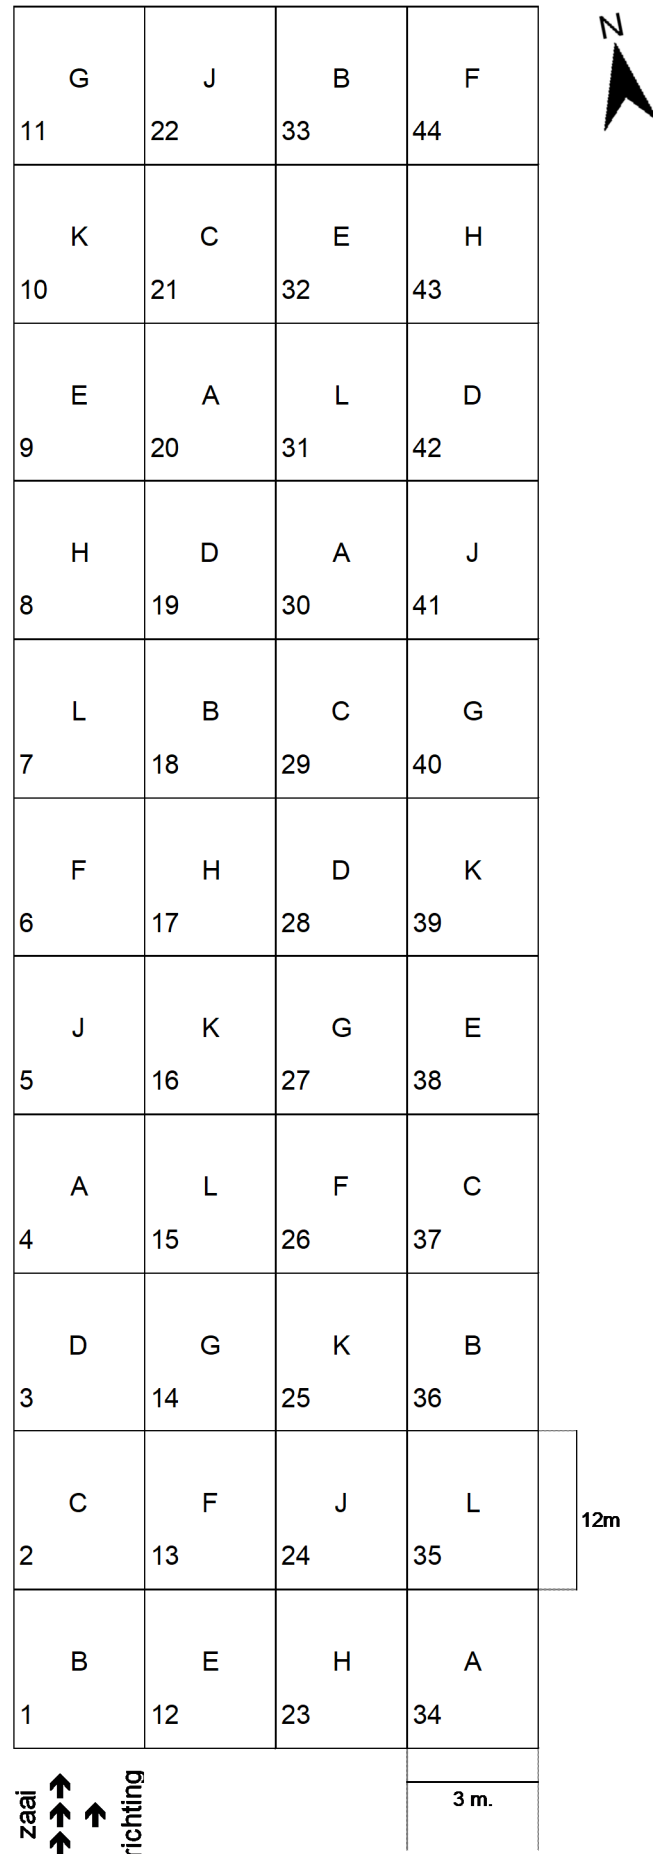 N
G J B F
11 22 33 44
K C E H
10 21 32 43
E A L D
9 20 31 42
H D A J
8 19 30 41
L B C G
7 18 29 40
F H D K
6 17 28 39
J K G E
5 16 27 38
A L F C
4 15 26 37
D G K B
3 14 25 36
C F J L
2 13 24 35
12m
B E H A
1 12 23 34
zaai
richting
3 m.